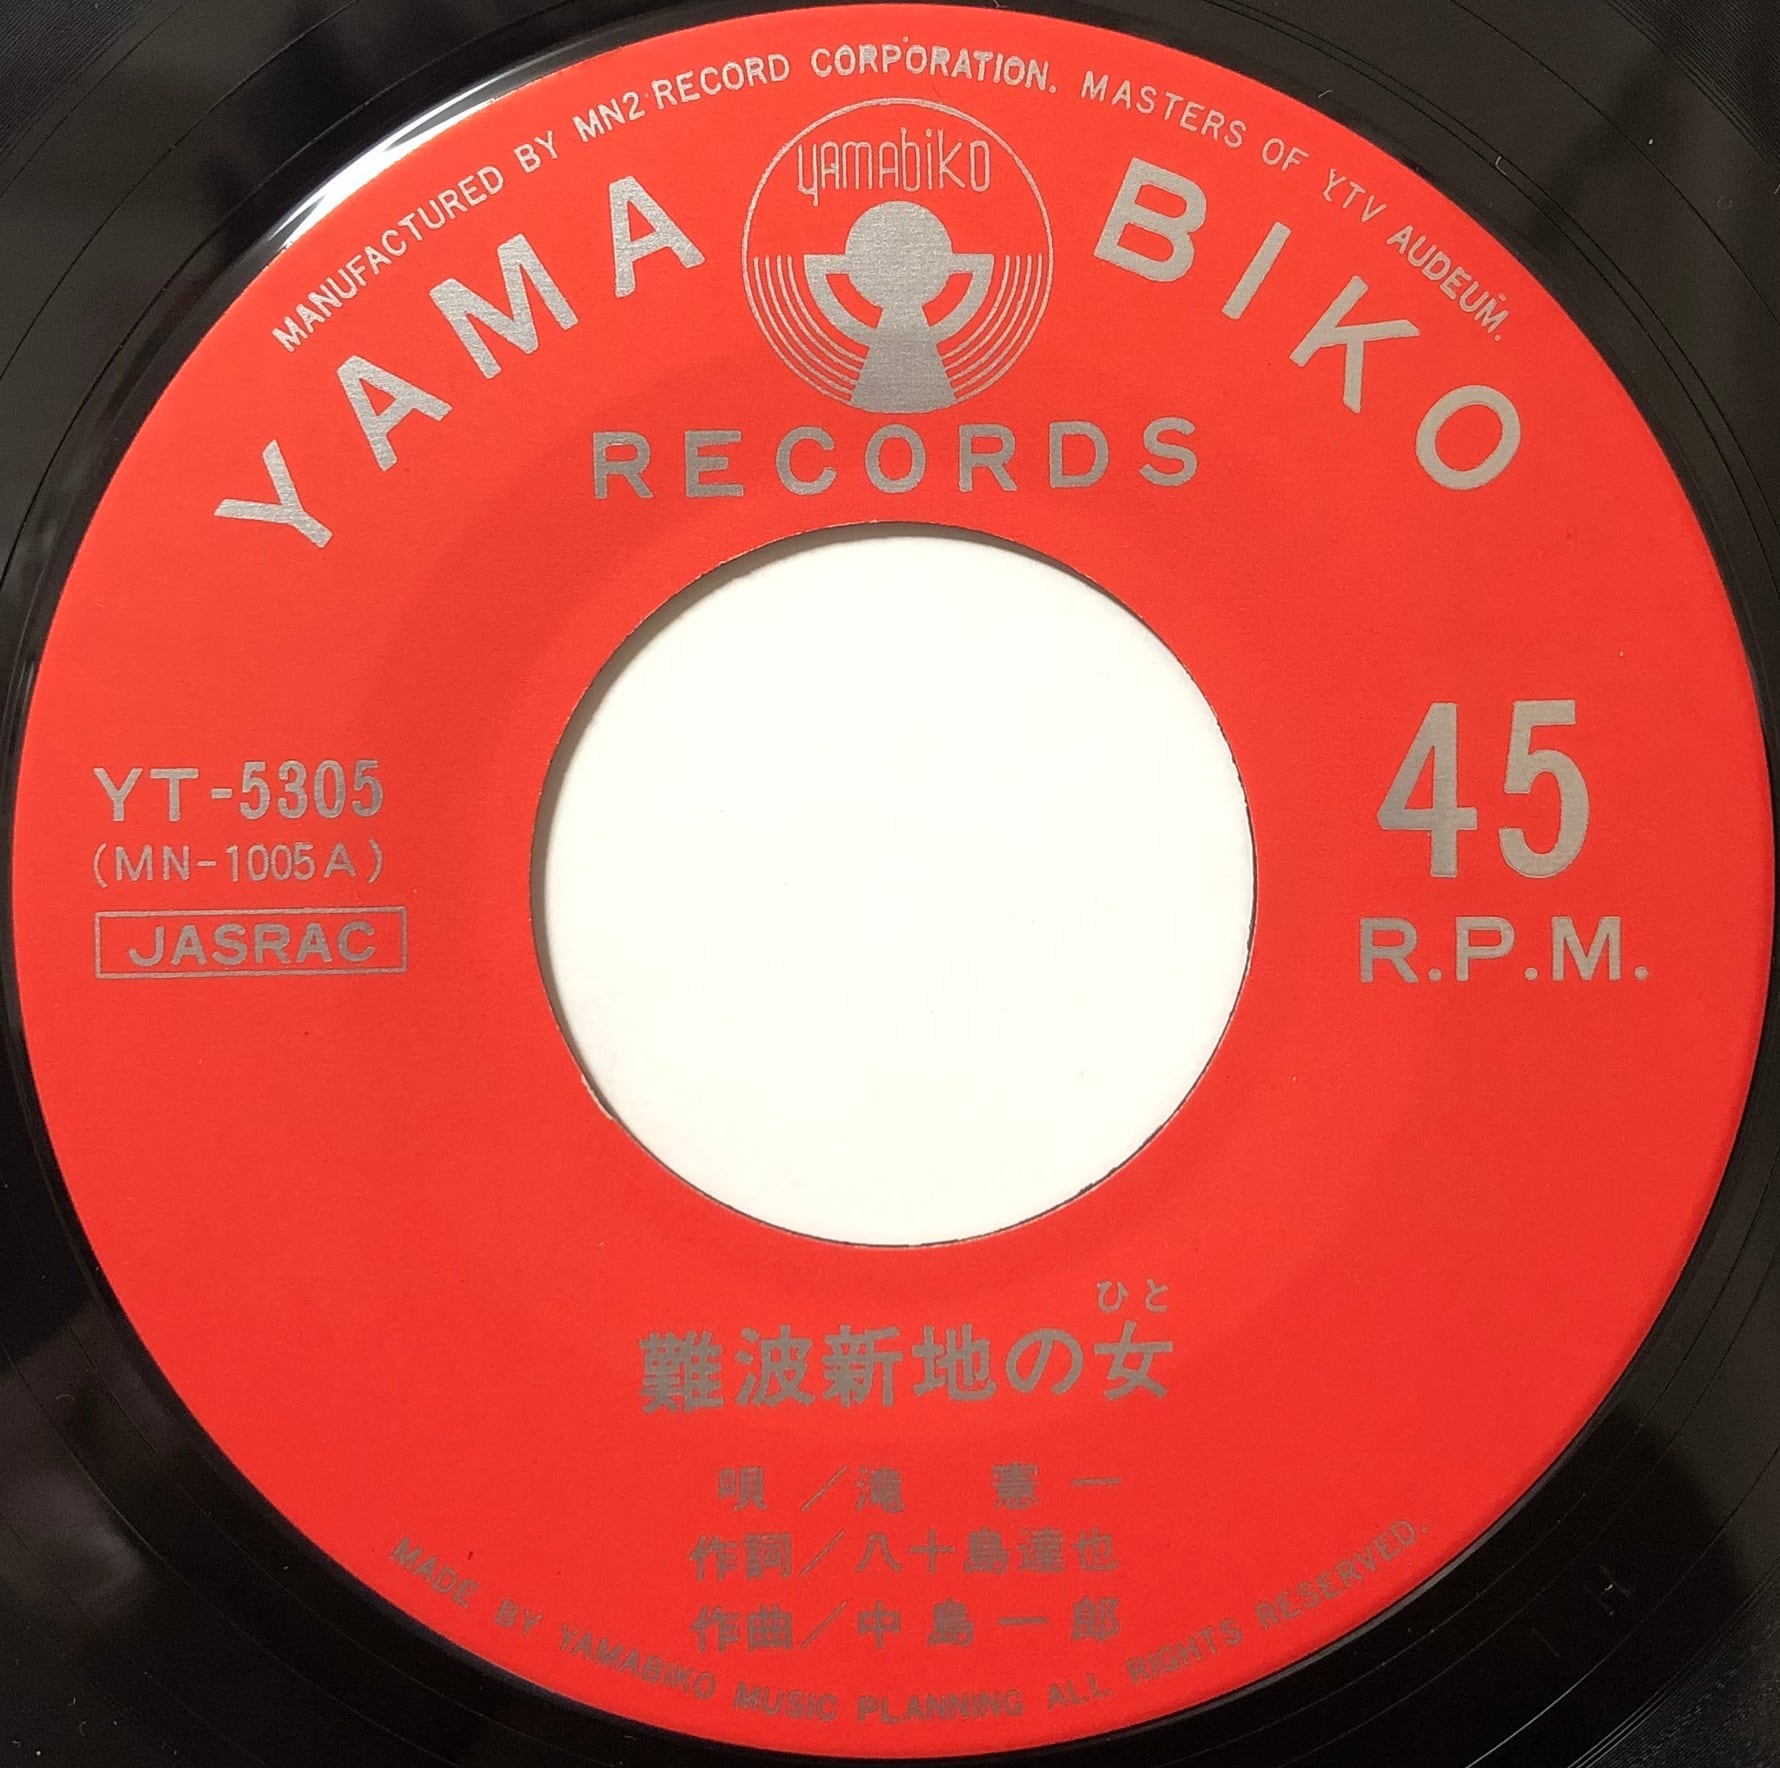 MANUFACTURED BY MN2 RECORD CORPORATION. MASTERS OF YTV AUDEUM.
yamabiko
YAMABIKO
RECORDS
YT-5305
(MN-1005A)
JASRAC
45
R.P.M.
ひと
難波新地の女
唄／滝 憲一
作詞／八十島達也
作曲／中島一郎
MADE BY YAMABIKO MUSIC PLANNING ALL RIGHTS RESERVED.